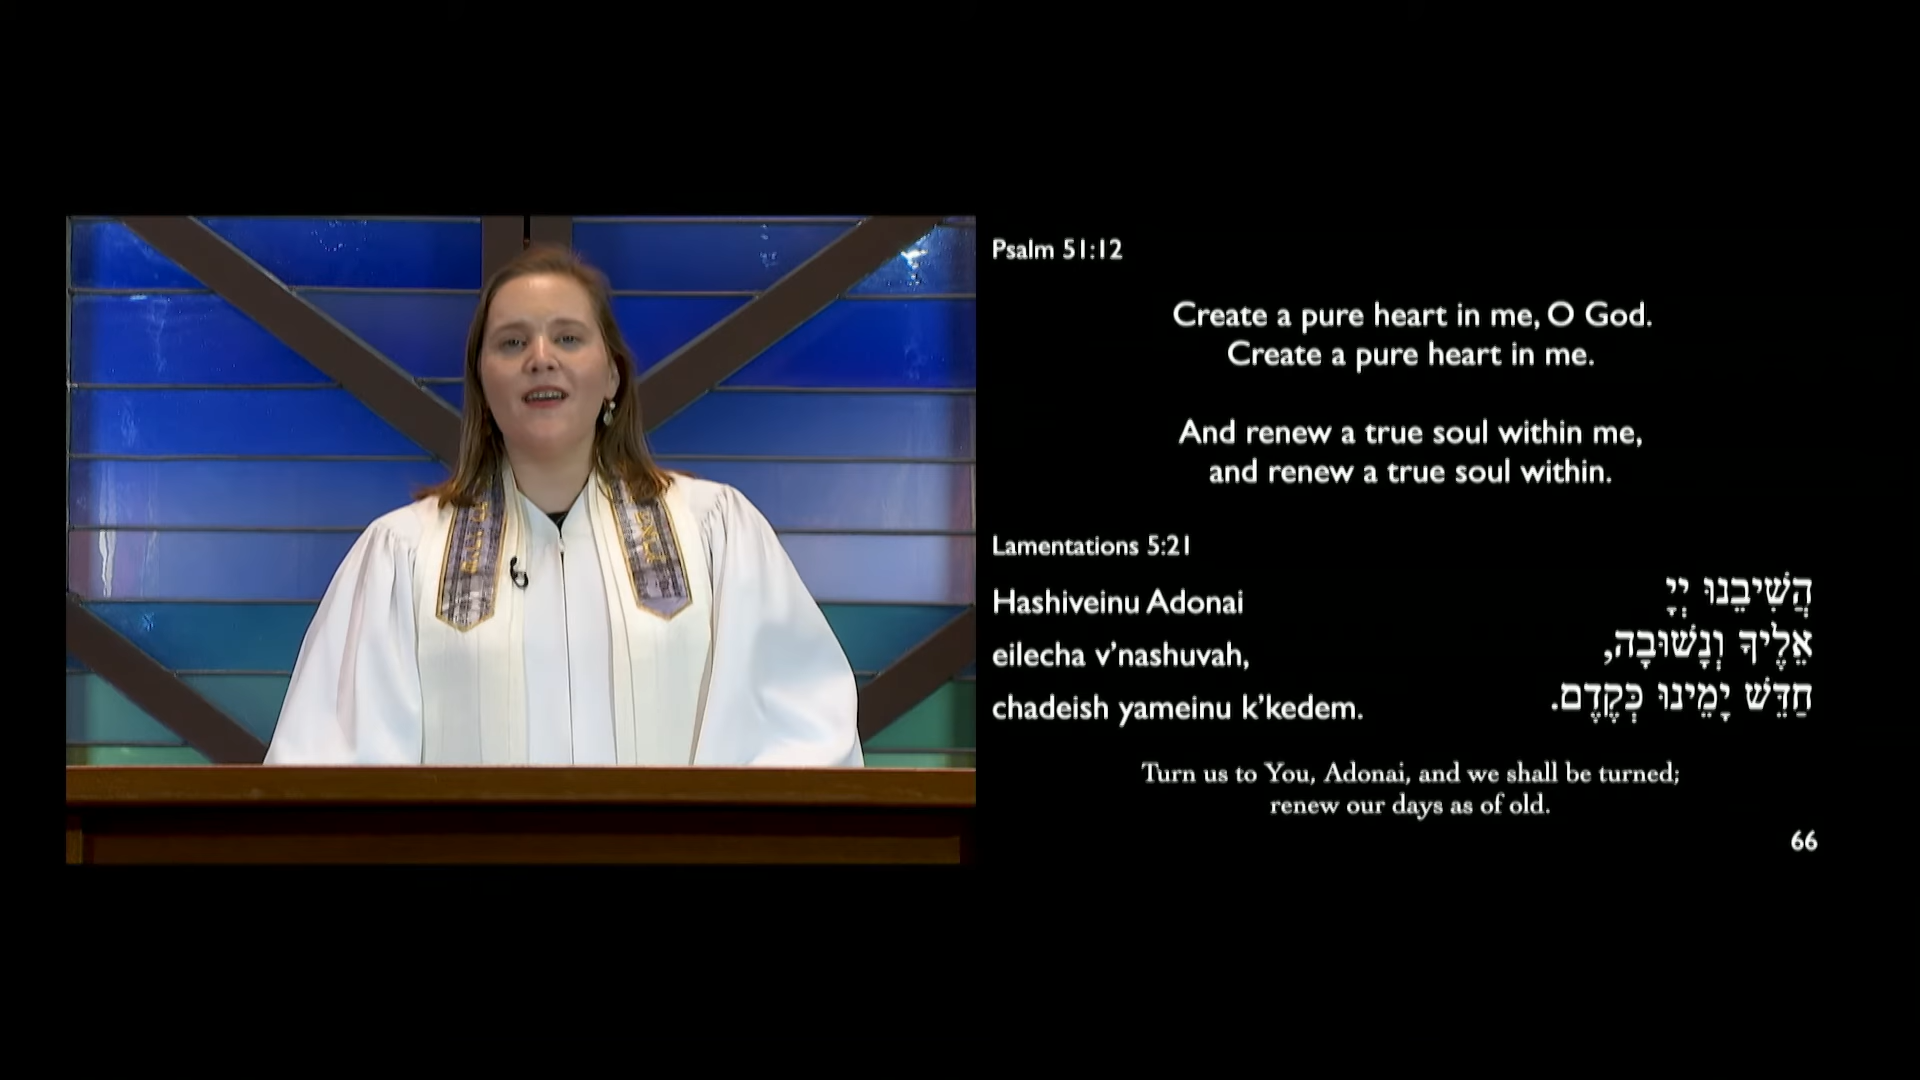 Psalm 51:12
Create a pure heart in me, O God.
Create a pure heart in me.
And renew a true soul within me,
and renew a true soul within.
Lamentations 5:21
Hashiveinu Adonai
eilecha v'nashuvah,
chadeish yameinu k'kedem.
הֲשִׁיבֵנוּ יְיָ
אֵלֶֽיךָ וְנָשׁוּבָה,
חַדֵּשׁ יָמֵינוּ כְּקֶֽדֶם.
Turn us to You, Adonai, and we shall be turned;
renew our days as of old.
66